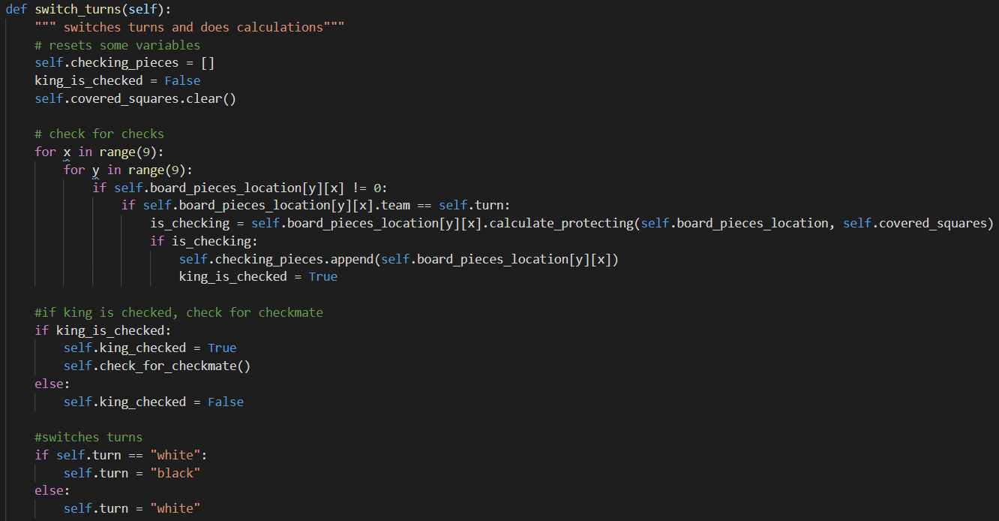 def switch_turns(self):
    """ switches turns and does calculations"""
    # resets some variables
    self.checking_pieces = []
    king_is_checked = False
    self.covered_squares.clear()

    # check for checks
    for x in range(9):
        for y in range(9):
            if self.board_pieces_location[y][x] != 0:
                if self.board_pieces_location[y][x].team == self.turn:
                    is_checking = self.board_pieces_location[y][x].calculate_protecting(self.board_pieces_location, self.covered_squares)
                    if is_checking:
                        self.checking_pieces.append(self.board_pieces_location[y][x])
                        king_is_checked = True

    #if king is checked, check for checkmate
    if king_is_checked:
        self.king_checked = True
        self.check_for_checkmate()
    else:
        self.king_checked = False

    #switches turns
    if self.turn == "white":
        self.turn = "black"
    else:
        self.turn = "white"